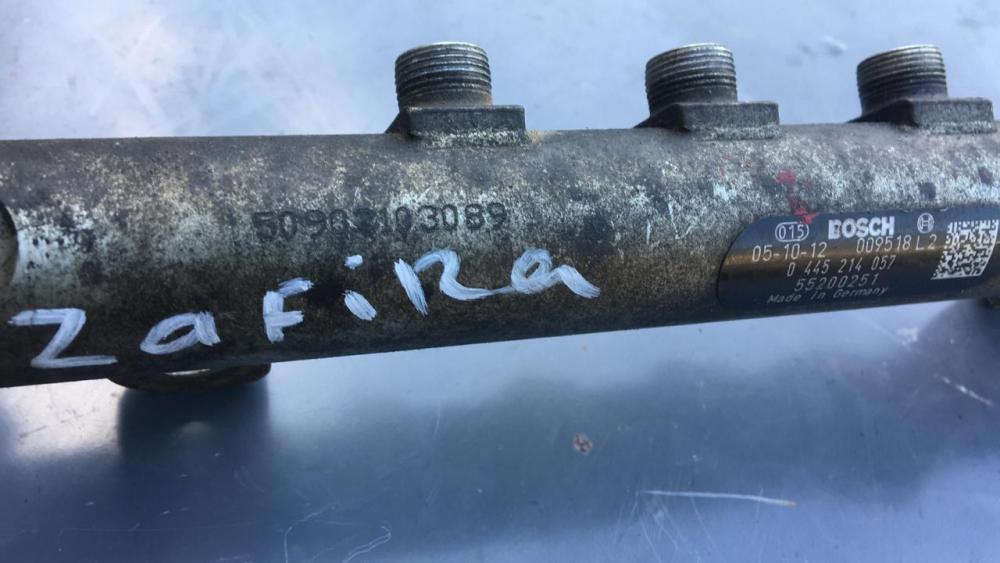 50903103089
zafira
015 BOSCH
05-10-12 009518 L2
0 445 214 057
55200251
Made in Germany